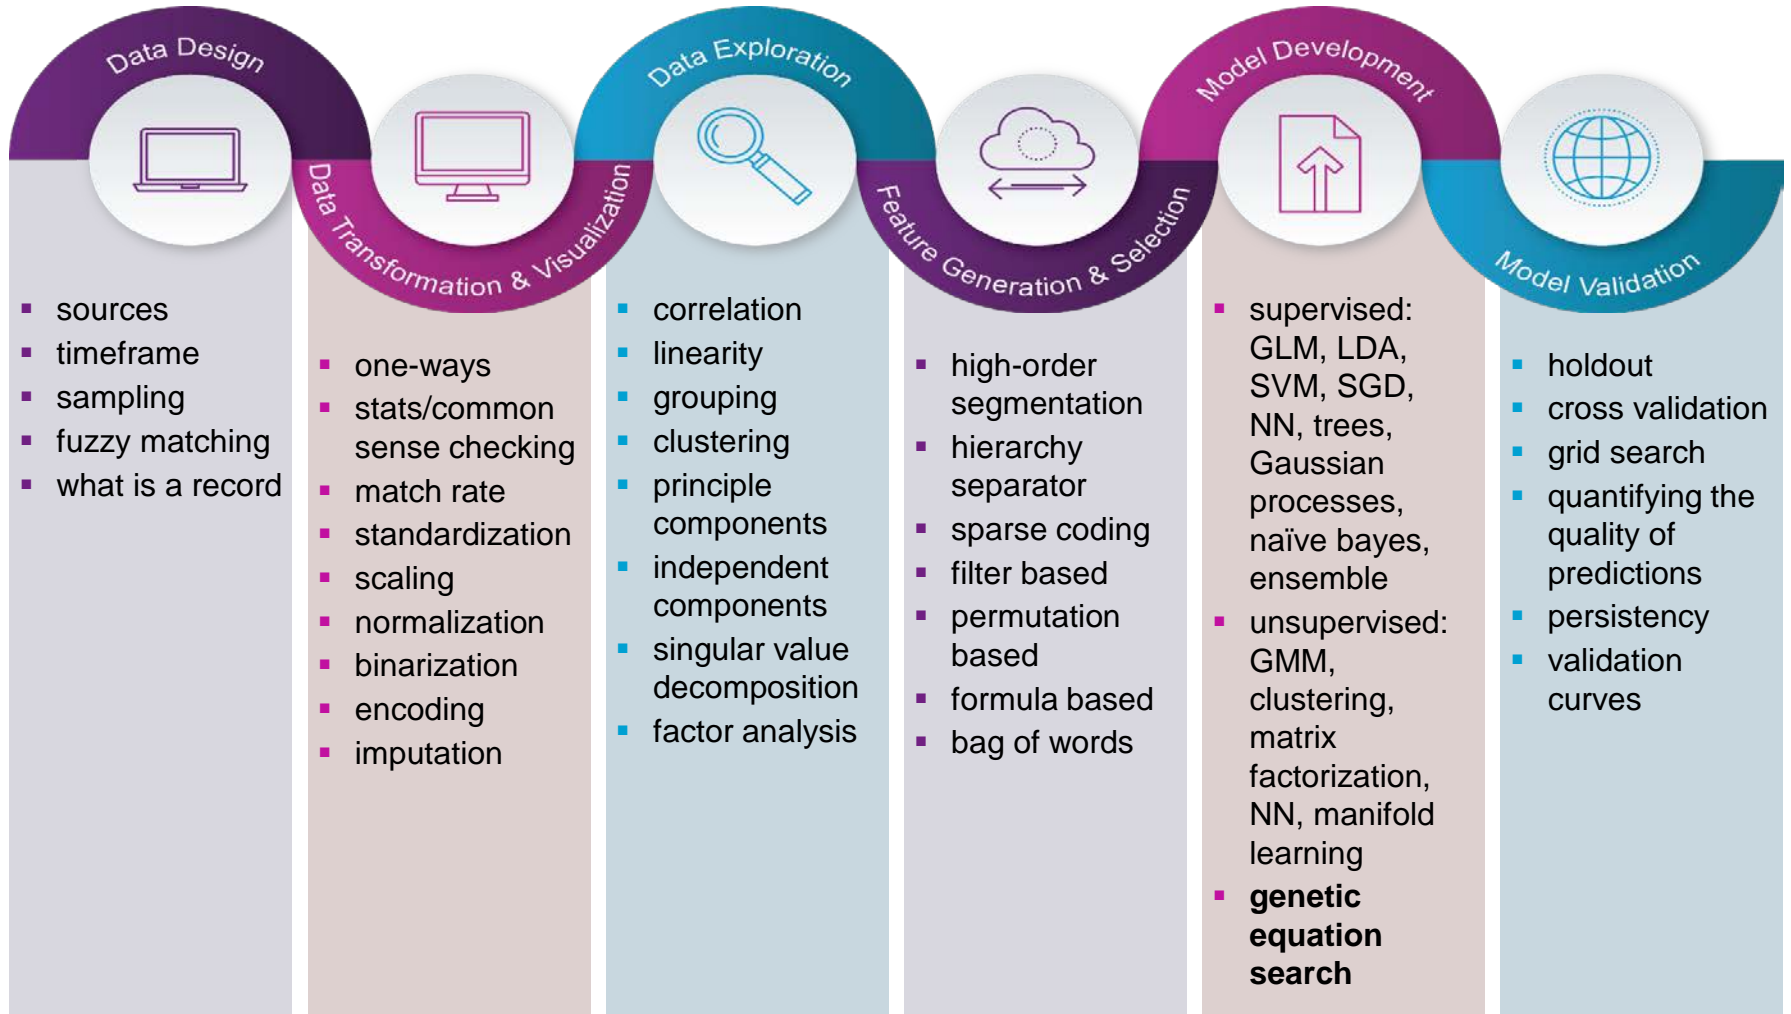 Data Design
sources
timeframe
sampling
fuzzy matching
what is a record
Data Transformation & Visualization
one-ways
stats/common
sense checking
match rate
standardization
scaling
normalization
binarization
encoding
imputation
Data Exploration
correlation
linearity
grouping
clustering
principle
components
independent
components
singular value
decomposition
factor analysis
Feature Generation & Selection
high-order
segmentation
hierarchy
separator
sparse coding
filter based
permutation
based
formula based
bag of words
Model Development
supervised:
GLM, LDA,
SVM, SGD,
NN, trees,
Gaussian
processes,
naïve bayes,
ensemble
unsupervised:
GMM,
clustering,
matrix
factorization,
NN, manifold
learning
genetic
equation
search
Model Validation
holdout
cross validation
grid search
quantifying the
quality of
predictions
persistency
validation
curves